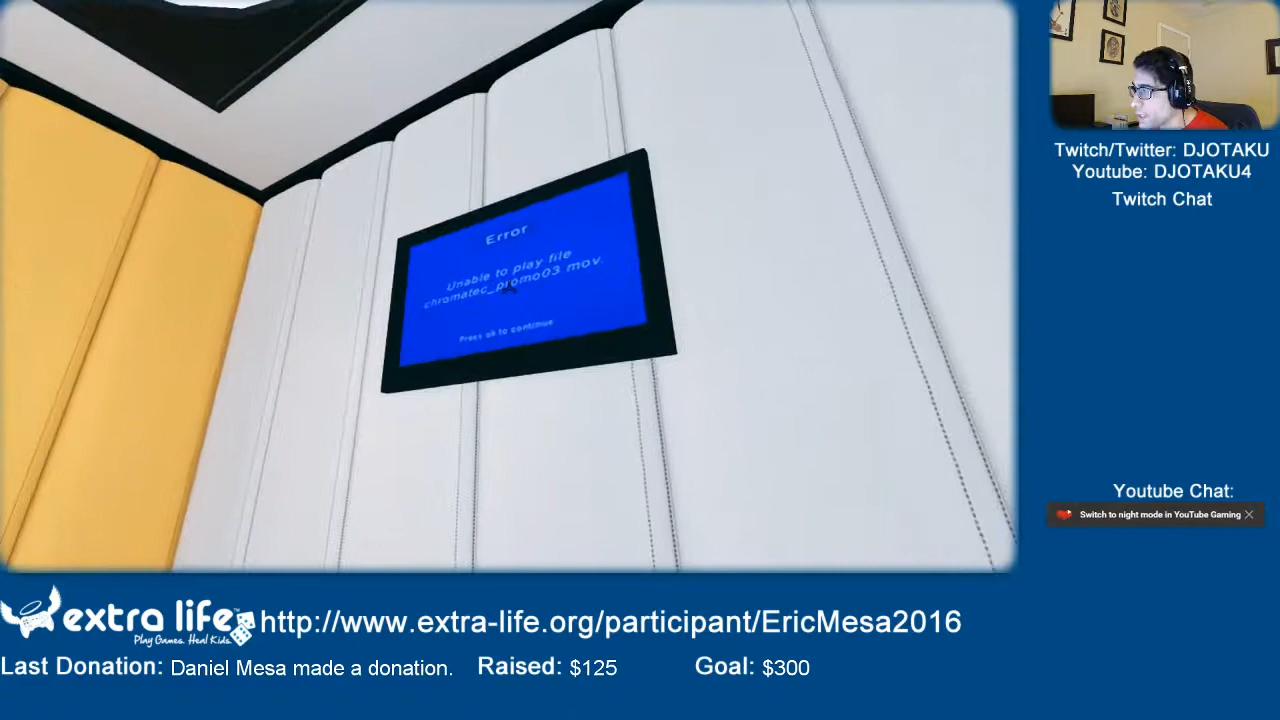 Error
Unable to play file
chromatec_promo03.mov.
Press ok to continue
Twitch/Twitter: DJOTAKU
Youtube: DJOTAKU4
Twitch Chat
Youtube Chat:
Switch to night mode in YouTube Gaming
extra life
Play Games. Heal Kids.
http://www.extra-life.org/participant/EricMesa2016
Last Donation: Daniel Mesa made a donation. Raised: $125 Goal: $300